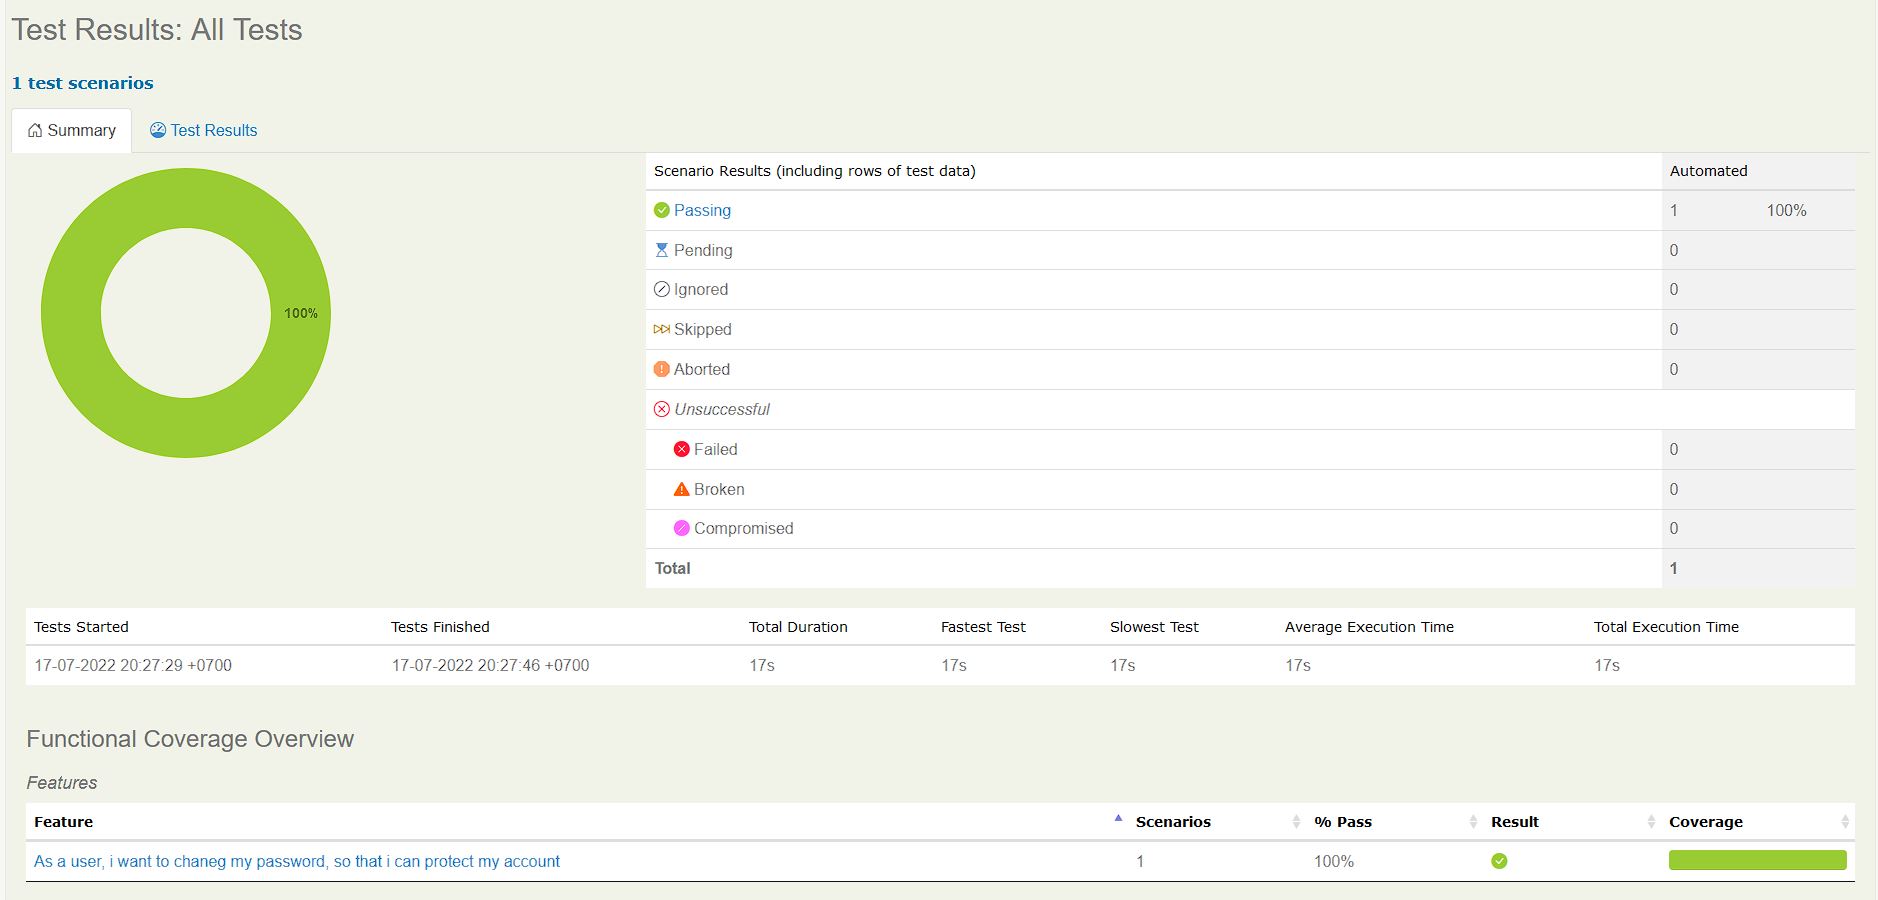 Test Results: All Tests
1 test scenarios
Summary Test Results
Scenario Results (including rows of test data) Automated
Passing 1 100%
Pending 0
Ignored 0
Skipped 0
Aborted 0
Unsuccessful
Failed 0
Broken 0
Compromised 0
Total 1
100%
Tests Started Tests Finished Total Duration Fastest Test Slowest Test Average Execution Time Total Execution Time
17-07-2022 20:27:29 +0700 17-07-2022 20:27:46 +0700 17s 17s 17s 17s 17s
Functional Coverage Overview
Features
Feature Scenarios % Pass Result Coverage
As a user, i want to chaneg my password, so that i can protect my account 1 100%